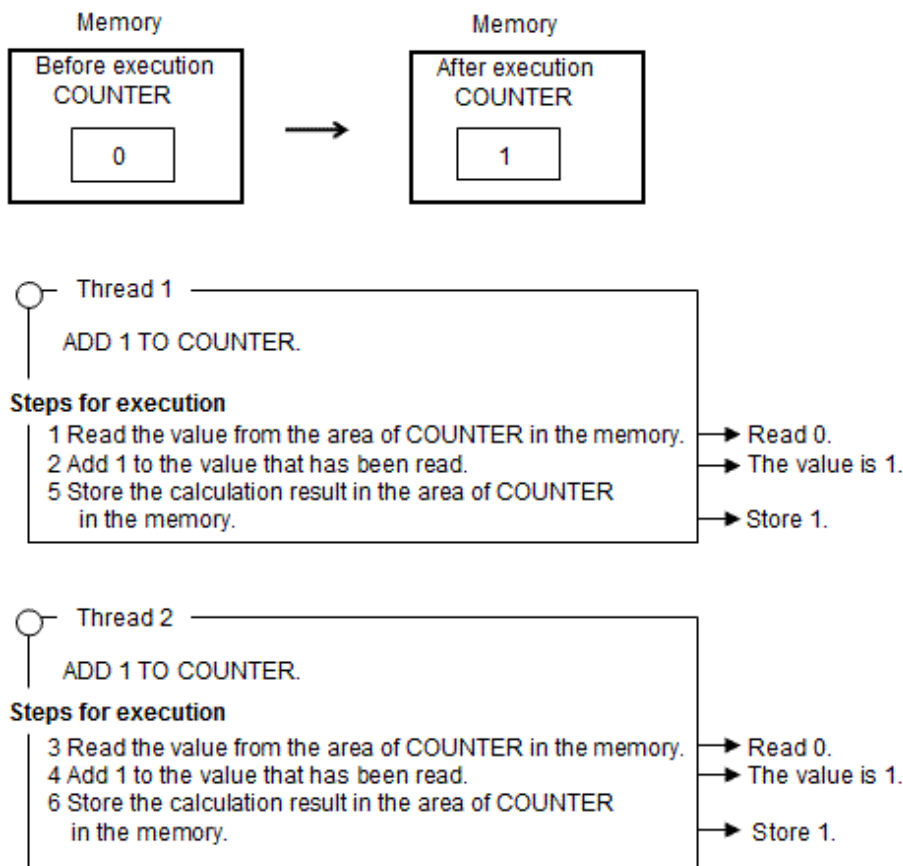 Memory
Memory
Before execution
COUNTER
0
After execution
COUNTER
1
Thread 1
ADD 1 TO COUNTER.
Steps for execution
1 Read the value from the area of COUNTER in the memory.
Read 0.
2 Add 1 to the value that has been read.
The value is 1.
5 Store the calculation result in the area of COUNTER
in the memory.
Store 1.
Thread 2
ADD 1 TO COUNTER.
Steps for execution
3 Read the value from the area of COUNTER in the memory.
Read 0.
4 Add 1 to the value that has been read.
The value is 1.
6 Store the calculation result in the area of COUNTER
in the memory.
Store 1.